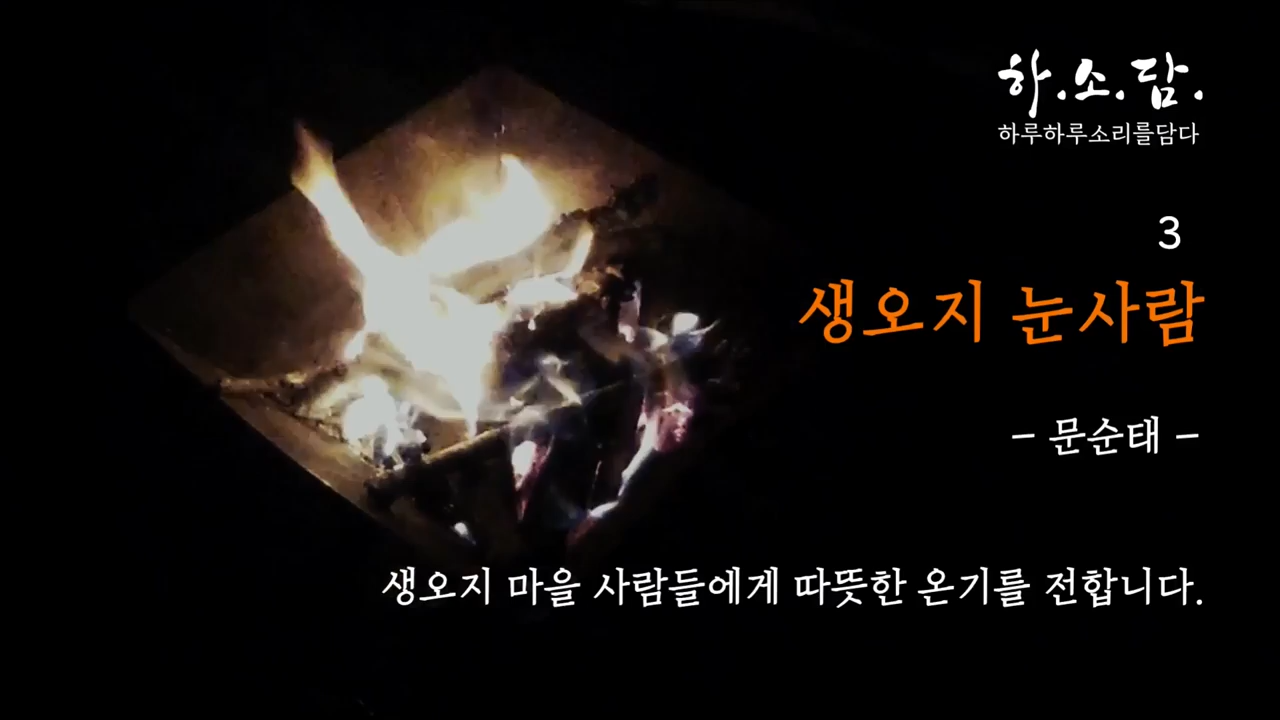 하.소.담.
하루하루소리를담다
3
생오지 눈사람
– 문순태 –
생오지 마을 사람들에게 따뜻한 온기를 전합니다.